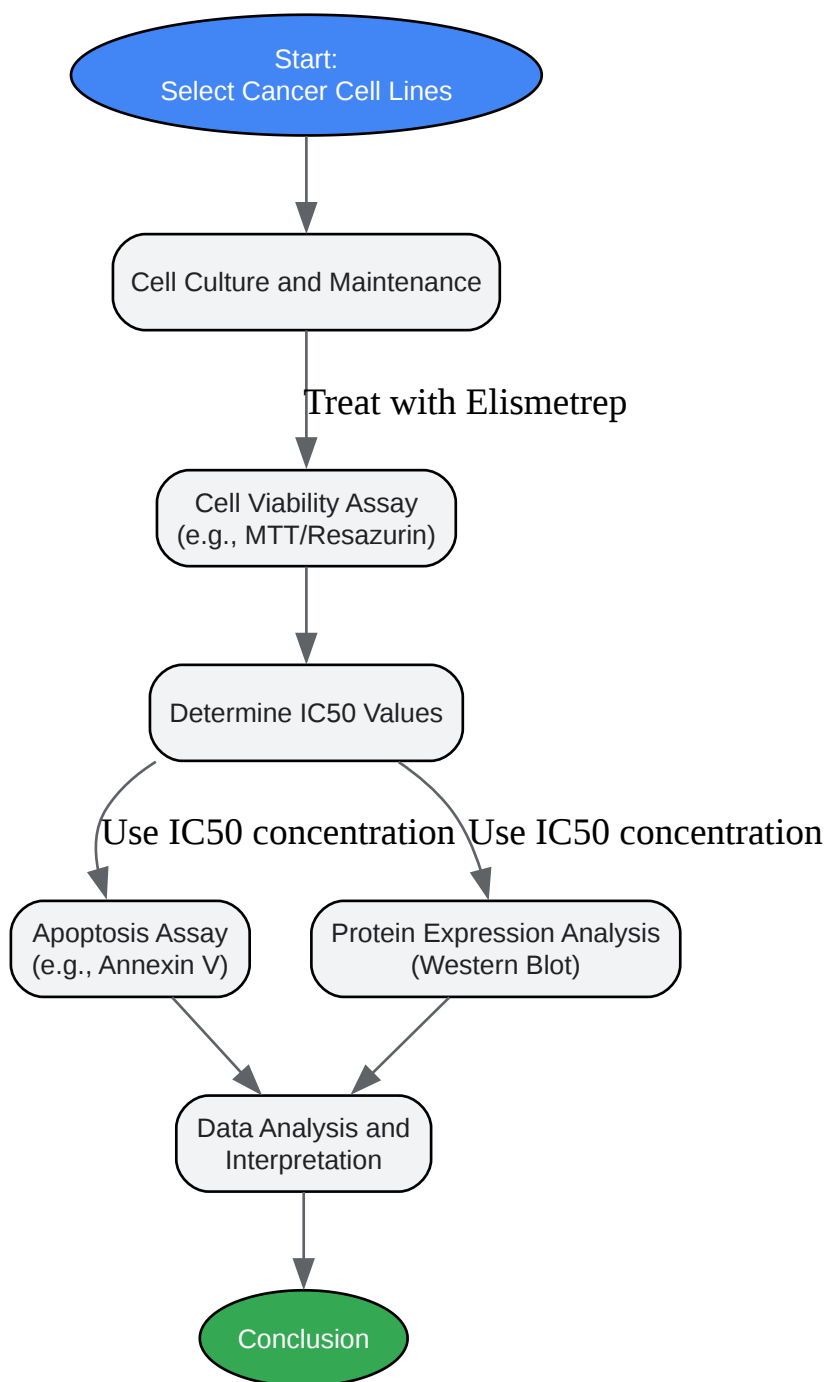 Start:
Select Cancer Cell Lines
Cell Culture and Maintenance
Treat with Elismetrep
Cell Viability Assay
(e.g., MTT/Resazurin)
Determine IC50 Values
Use IC50 concentration
Use IC50 concentration
Apoptosis Assay
(e.g., Annexin V)
Protein Expression Analysis
(Western Blot)
Data Analysis and
Interpretation
Conclusion